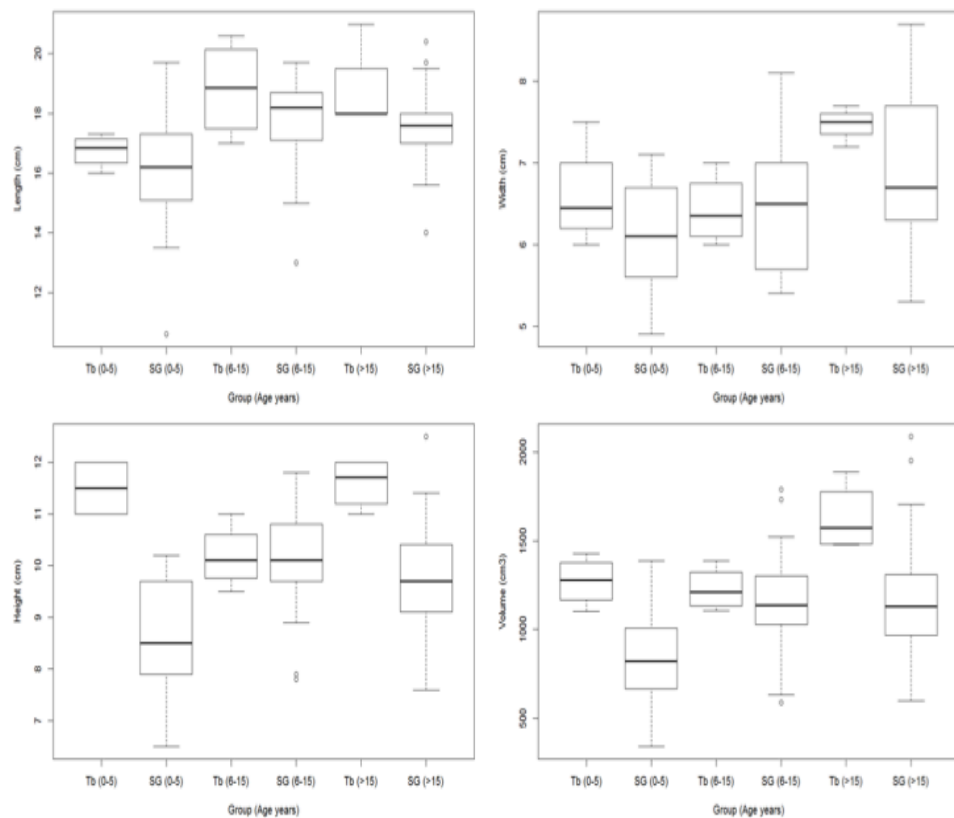 Length (cm)
20
18
16
14
12
Tb (0-5) SG (0-5) Tb (6-15) SG (6-15) Tb (>15) SG (>15)
Group (Age years)
Width (cm)
8
7
6
5
Tb (0-5) SG (0-5) Tb (6-15) SG (6-15) Tb (>15) SG (>15)
Group (Age years)
Height (cm)
12
11
10
9
8
7
Tb (0-5) SG (0-5) Tb (6-15) SG (6-15) Tb (>15) SG (>15)
Group (Age years)
Volume (cm3)
2000
1500
1000
500
Tb (0-5) SG (0-5) Tb (6-15) SG (6-15) Tb (>15) SG (>15)
Group (Age years)